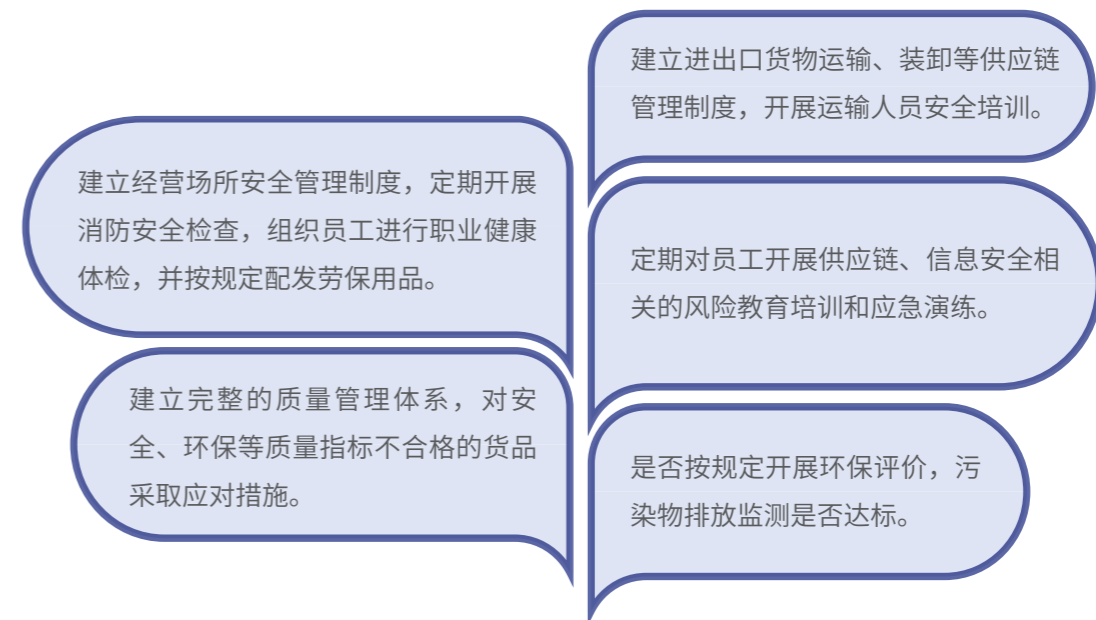 建立进出口货物运输、装卸等供应链
管理制度，开展运输人员安全培训。
建立经营场所安全管理制度，定期开展
消防安全检查，组织员工进行职业健康
体检，并按规定配发劳保用品。
定期对员工开展供应链、信息安全相
关的风险教育培训和应急演练。
建立完整的质量管理体系，对安
全、环保等质量指标不合格的货品
采取应对措施。
是否按规定开展环保评价，污
染物排放监测是否达标。